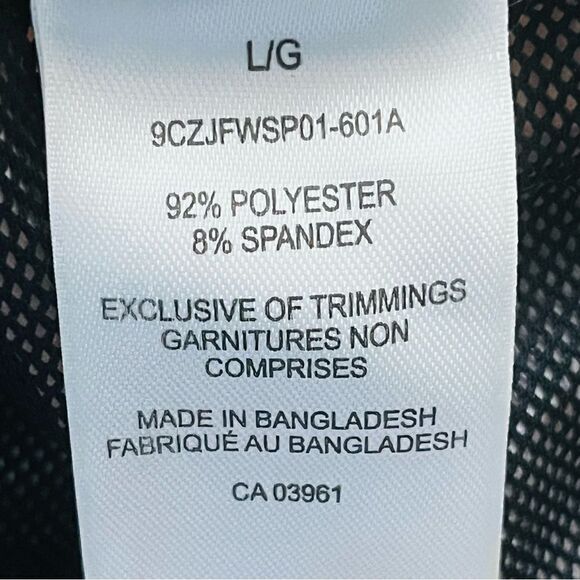 L/G
9CZJFWSP01-601A
92% POLYESTER
8% SPANDEX
EXCLUSIVE OF TRIMMINGS
GARNITURES NON
COMPRISES
MADE IN BANGLADESH
FABRIQUÉ AU BANGLADESH
CA 03961